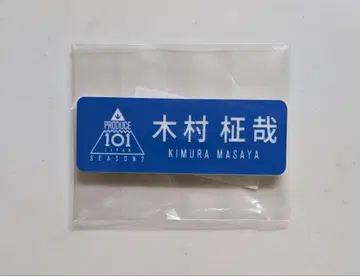 PRODUCE
101
JAPAN
SEASON2
木村 柾哉
KIMURA MASAYA